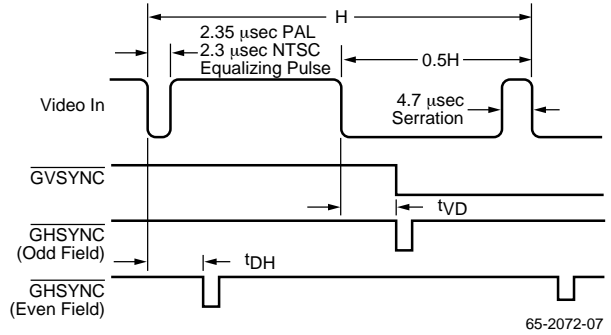 H
2.35 μsec PAL
2.3 μsec NTSC
Equalizing Pulse
0.5H
Video In
4.7 μsec
Serration
GVSYNC
tVD
GHSYNC
(Odd Field)
tDH
GHSYNC
(Even Field)
65-2072-07